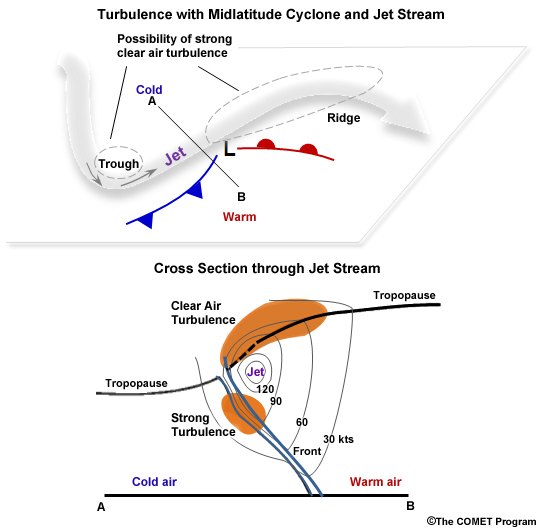 Turbulence with Midlatitude Cyclone and Jet Stream
Possibility of strong
clear air turbulence
Cold
A
Ridge
Trough
Jet
L
B
Warm
Cross Section through Jet Stream
Clear Air
Turbulence
Tropopause
Jet
Tropopause
120
90
Strong
Turbulence
60
30 kts
Front
Cold air
Warm air
A
B
©The COMET Program